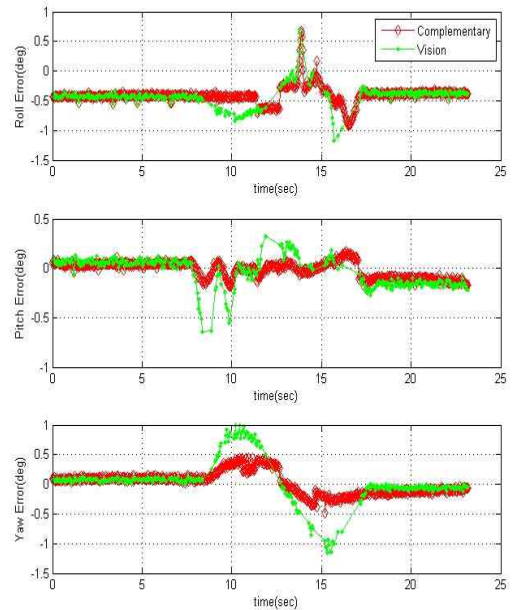 1
Complementary
Vision
0.5
0
-0.5
-1
-1.5
Roll Error(deg)
0 5 10 15 20 25
time(sec)
0.5
0
-0.5
-1
Pitch Error(deg)
0 5 10 15 20 25
time(sec)
1
0.5
0
-0.5
-1
-1.5
Yaw Error(deg)
0 5 10 15 20 25
time(sec)